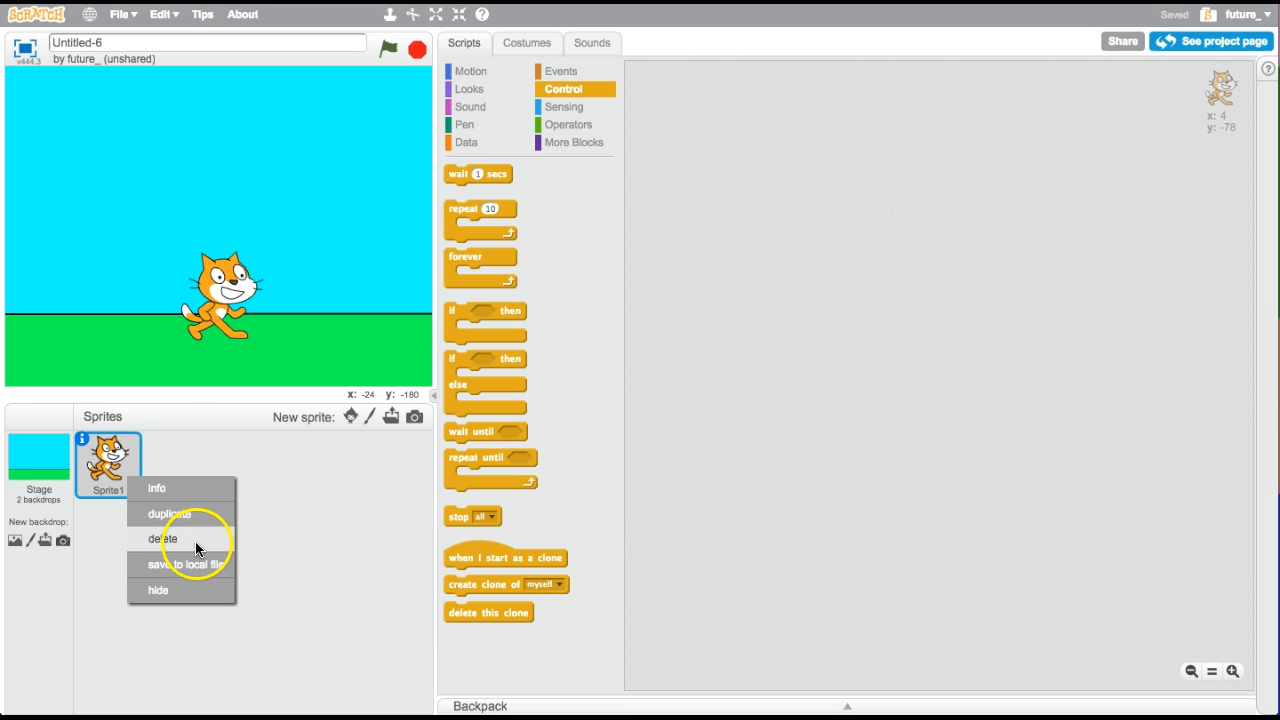 SCRATCH File Edit Tips About Saved future_
v444.3
Untitled-6
by future_ (unshared)
Scripts Costumes Sounds
Share See project page
Motion Events
Looks Control
Sound Sensing
Pen Operators
Data More Blocks
x: 4
y: -78
wait 1 secs
repeat 10
forever
if then
if then
else
wait until
repeat until
stop all
when I start as a clone
create clone of myself
delete this clone
x: -24 y: -180
Sprites New sprite:
i
Sprite1
Stage
2 backdrops
New backdrop:
info
duplicate
delete
save to local file
hide
Backpack